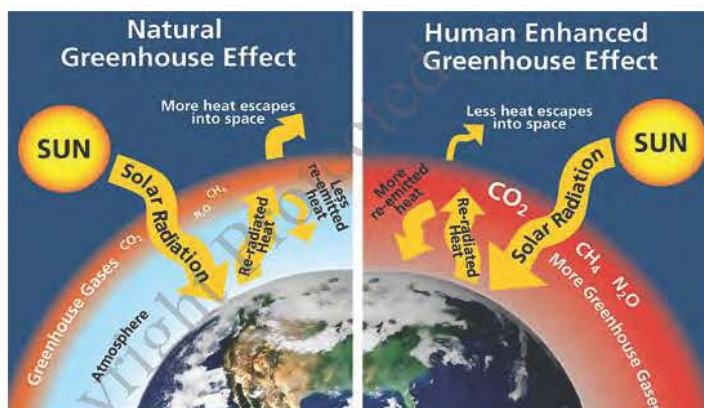 Natural
Greenhouse Effect
More heat escapes
into space
SUN
Solar Radiation
Re-radiated
Heat
Less
re-emitted
heat
CH4
N2O
CO2
Greenhouse Gases
Atmosphere
Human Enhanced
Greenhouse Effect
Less heat escapes
into space
SUN
Solar Radiation
More
re-emitted
heat
Re-radiated
Heat
CO2
CH4 N2O
More Greenhouse Gases